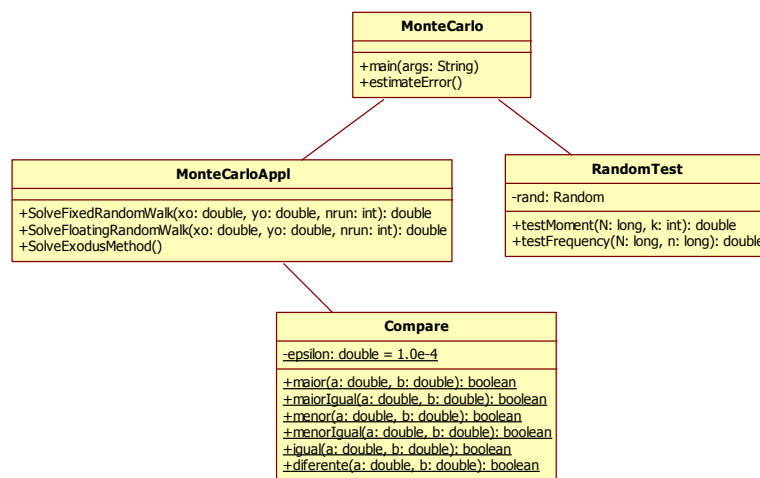 MonteCarlo
+main(args: String)
+estimateError()
MonteCarloAppl
+SolveFixedRandomWalk(xo: double, yo: double, nrun: int): double
+SolveFloatingRandomWalk(xo: double, yo: double, nrun: int): double
+SolveExodusMethod()
RandomTest
-rand: Random
+testMoment(N: long, k: int): double
+testFrequency(N: long, n: long): double
Compare
-epsilon: double = 1.0e-4
+maior(a: double, b: double): boolean
+maiorIgual(a: double, b: double): boolean
+menor(a: double, b: double): boolean
+menorIgual(a: double, b: double): boolean
+igual(a: double, b: double): boolean
+diferente(a: double, b: double): boolean